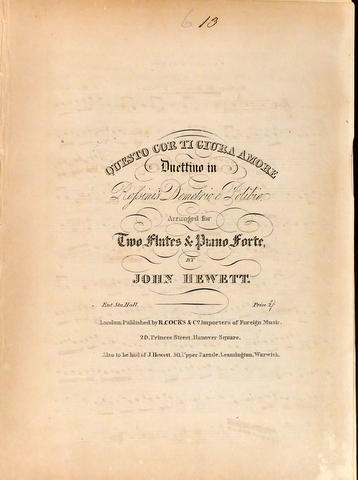 6 13
QUESTO COR TI GIURA AMORE
Duettino in
Rossini's Demetrio è Polibio
Arranged for
Two Flutes & Piano Forte,
BY
JOHN HEWETT.
Ent. Sta. Hall. Price 2/
London, Published by R. COCKS & Co. Importers of Foreign Music.
20, Princes Street, Hanover Square.
Also to be had of J. Hewett, Upper Parade, Leamington, Warwick.